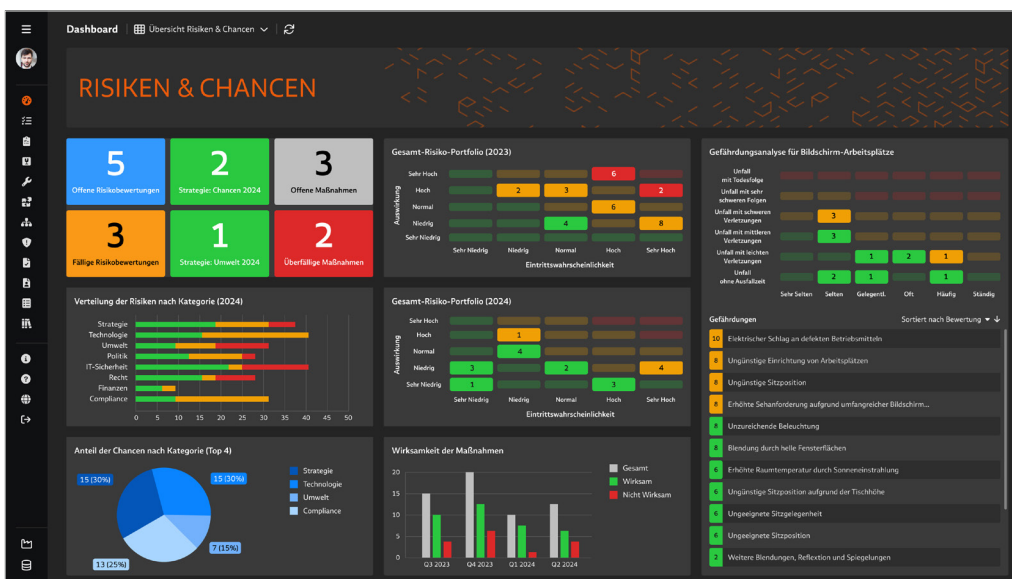 Dashboard
Übersicht Risiken & Chancen
RISIKEN & CHANCEN
5
Offene Risikobewertungen
2
Strategie: Chancen 2024
3
Offene Maßnahmen
3
Fällige Risikobewertungen
1
Strategie: Umwelt 2024
2
Überfällige Maßnahmen
Gesamt-Risiko-Portfolio (2023)
Auswirkung
Sehr Hoch
6
Hoch
2 3 2
Normal
6
Niedrig
4 8
Sehr Niedrig
Sehr Niedrig Niedrig Normal Hoch Sehr Hoch
Eintrittswahrscheinlichkeit
Gefährdungsanalyse für Bildschirm-Arbeitsplätze
Unfall
mit Todesfolge
Unfall mit sehr
schweren Folgen
Unfall mit schweren
Verletzungen
3
Unfall mit mittleren
Verletzungen
3
Unfall mit leichten
Verletzungen
1 2 1
Unfall
ohne Ausfallzeit
2 1 1
Sehr Selten Selten Gelegentl. Oft Häufig Ständig
Verteilung der Risiken nach Kategorie (2024)
Strategie
Technologie
Umwelt
Politik
IT-Sicherheit
Recht
Finanzen
Compliance
0 5 10 15 20 25 30 35 40 45 50
Gesamt-Risiko-Portfolio (2024)
Auswirkung
Sehr Hoch
Hoch
1
Normal
4
Niedrig
3 2 4
Sehr Niedrig
1 3
Sehr Niedrig Niedrig Normal Hoch Sehr Hoch
Eintrittswahrscheinlichkeit
Gefährdungen
Sortiert nach Bewertung
10 Elektrischer Schlag an defekten Betriebsmitteln
8 Ungünstige Einrichtung von Arbeitsplätzen
8 Ungünstige Sitzposition
8 Erhöhte Sehanforderung aufgrund umfangreicher Bildschirm...
8 Unzureichende Beleuchtung
8 Blendung durch helle Fensterflächen
6 Erhöhte Raumtemperatur durch Sonneneinstrahlung
6 Ungünstige Sitzposition aufgrund der Tischhöhe
6 Ungeeignete Sitzgelegenheit
6 Ungeeignete Sitzposition
2 Weitere Blendungen, Reflextion und Spiegelungen
Anteil der Chancen nach Kategorie (Top 4)
15 (30%)
15 (30%)
7 (15%)
13 (25%)
Strategie
Technologie
Umwelt
Compliance
Wirksamkeit der Maßnahmen
20
15
10
5
0
Q3 2023 Q4 2023 Q1 2024 Q2 2024
Gesamt
Wirksam
Nicht Wirksam